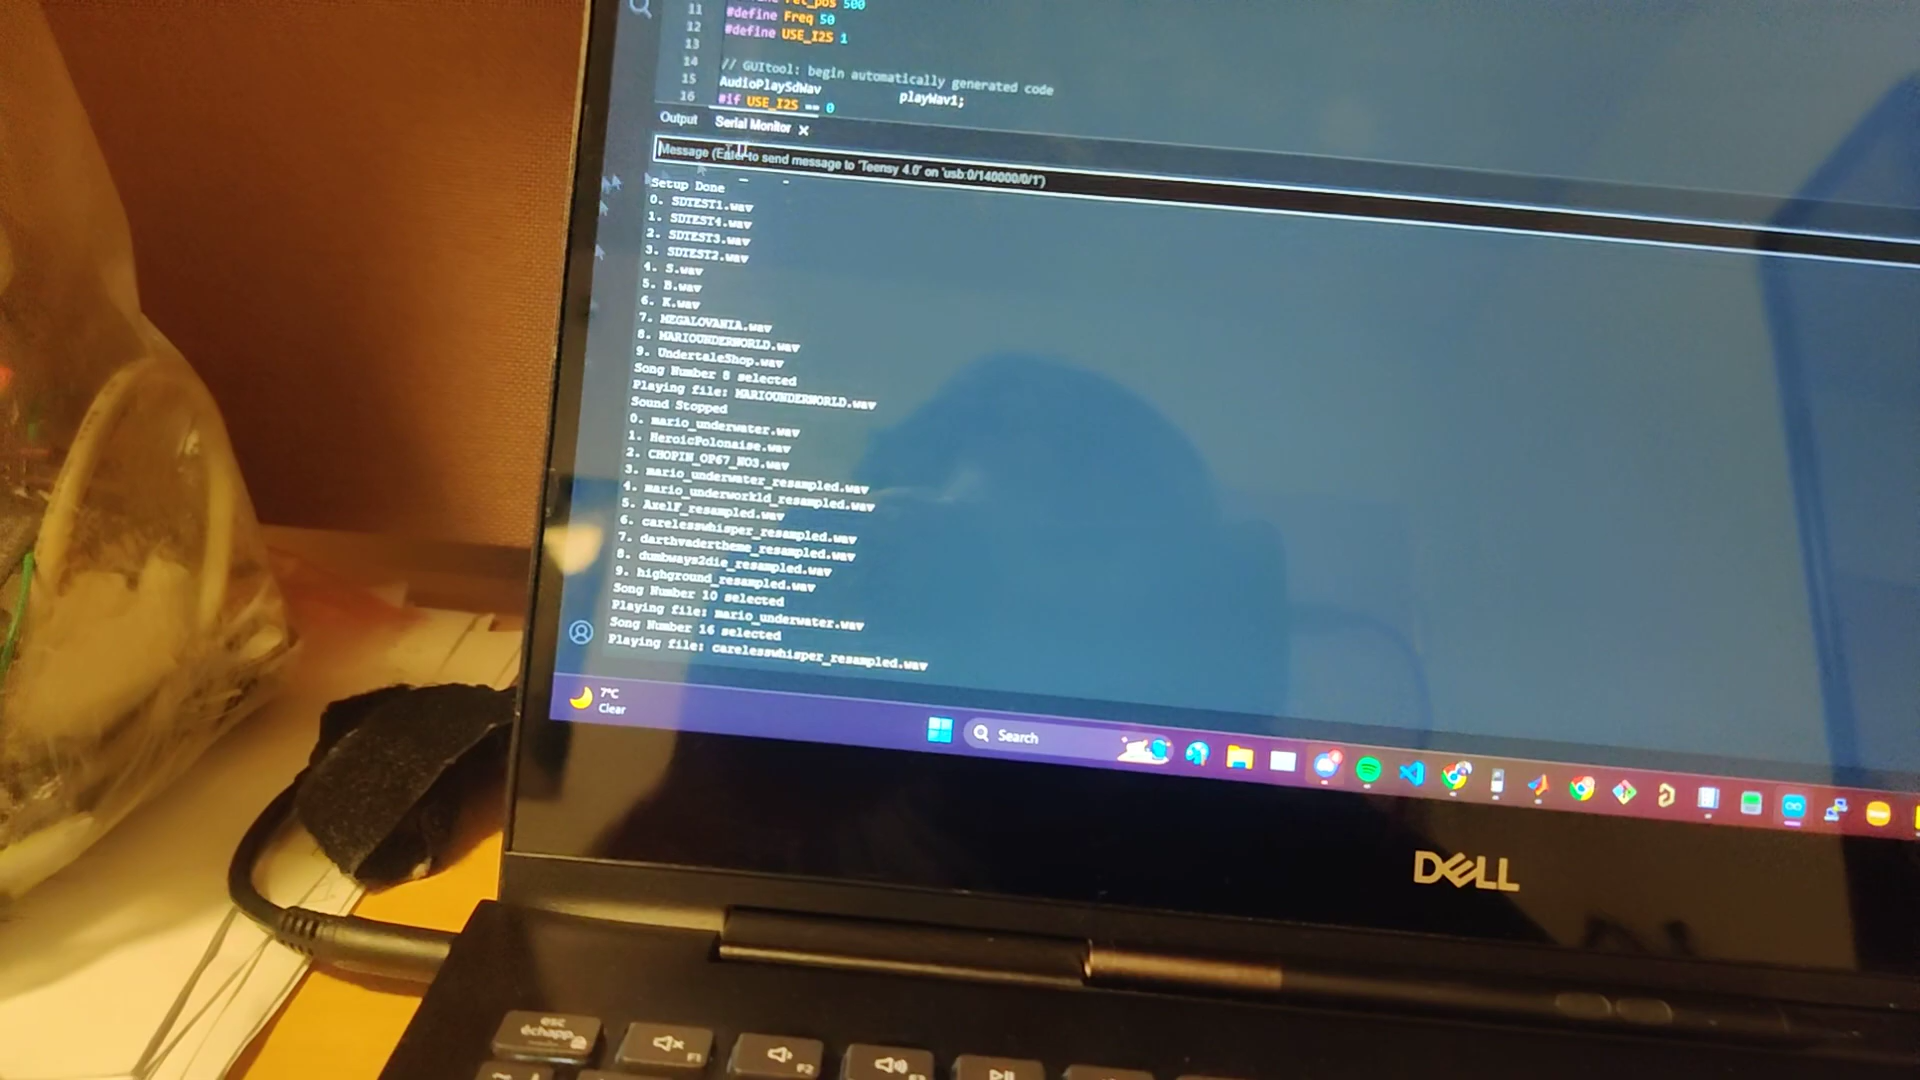 11 #define rel_pos 500
12 #define Freq 50
13 #define USE_I2S 1
14 // GUItool: begin automatically generated code
15 AudioPlaySdWav playWav1;
16 #if USE_I2S == 0
Output Serial Monitor
Message (Enter to send message to 'Teensy 4.0' on 'usb:0/140000/0/1')
Setup Done
0. SDTEST1.wav
1. SDTEST4.wav
2. SDTEST3.wav
3. SDTEST2.wav
4. S.wav
5. B.wav
6. K.wav
7. MEGALOVANIA.wav
8. MARIOUNDERWORLD.wav
9. UndertaleShop.wav
Song Number 8 selected
Playing file: MARIOUNDERWORLD.wav
Sound Stopped
0. mario_underwater.wav
1. HeroicPolonaise.wav
2. CHOPIN_OP67_NO3.wav
3. mario_underwater_resampled.wav
4. mario_underworkld_resampled.wav
5. AxelF_resampled.wav
6. carelesswhisper_resampled.wav
7. darthvadertheme_resampled.wav
8. dumbways2die_resampled.wav
9. highground_resampled.wav
Song Number 10 selected
Playing file: mario_underwater.wav
Song Number 16 selected
Playing file: carelesswhisper_resampled.wav
7°C
Clear
Search
DELL
esc
échapp
F1
F2